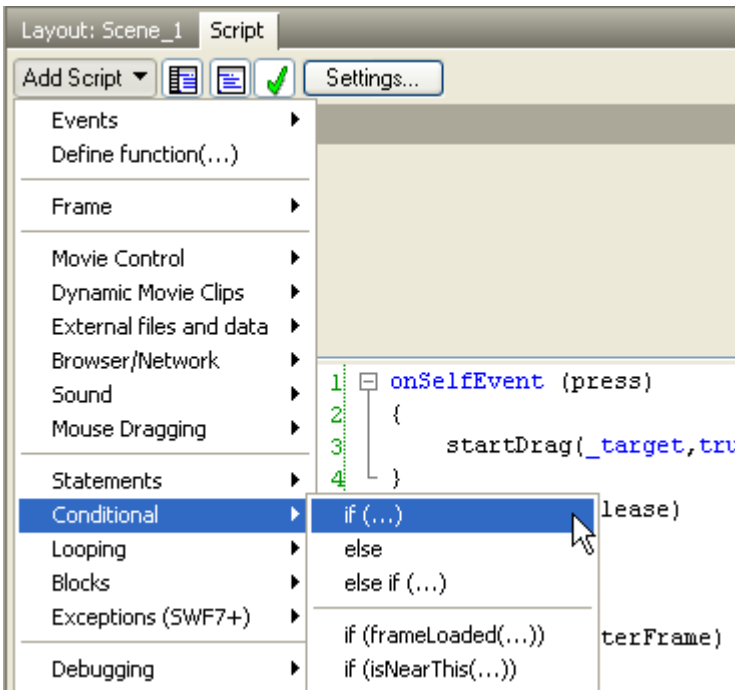 Layout: Scene_1 Script
Add Script Settings...
Events
Define function(...)
Frame
Movie Control
Dynamic Movie Clips
External files and data
Browser/Network
Sound
Mouse Dragging
Statements
Conditional
Looping
Blocks
Exceptions (SWF7+)
Debugging
if (...)
else
else if (...)
if (frameLoaded(...))
if (isNearThis(...))
1 onSelfEvent (press)
2 {
3 startDrag(_target,tru
4 }
lease)
terFrame)